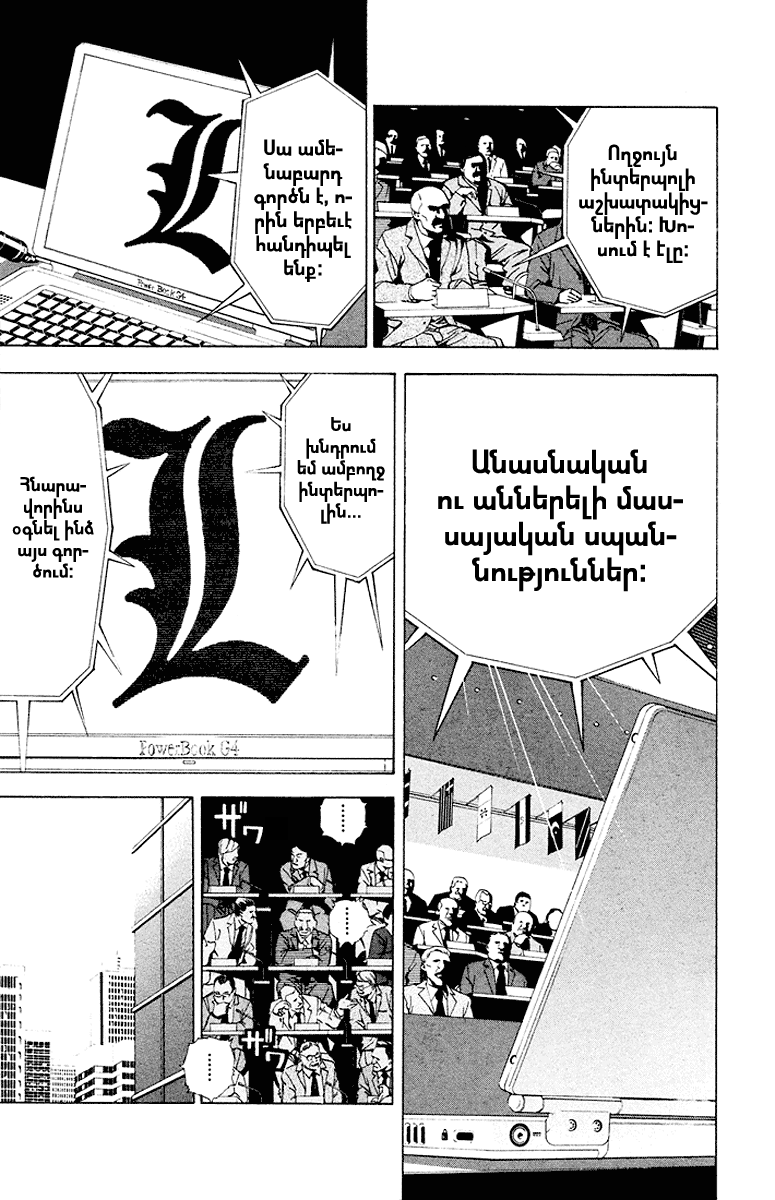 Ողջույն
ինտերպոլի
աշխատակից-
ներին: Խո-
սում է էլը:
Սա ամե-
նաբարդ
գործն է, ո-
րին երբեւէ
հանդիպել
ենք:
L
PowerBook G4
Անասնական
ու աններելի մաս-
սայական սպան-
նություններ:
Ես
խնդրում
եմ ամբողջ
ինտերպո-
լին...
Հնարա-
վորինս
օգնել ինձ
այս գոր-
ծում:
L
PowerBook G4
ザワ
......
......
ザワ
......